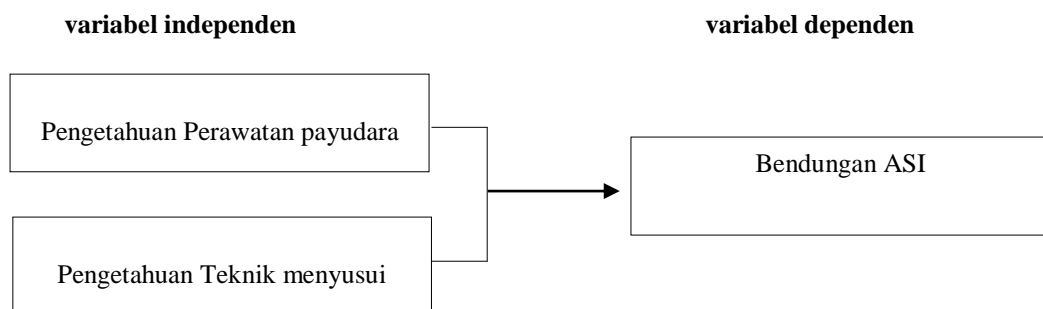 variabel independen
variabel dependen
Pengetahuan Perawatan payudara
Bendungan ASI
Pengetahuan Teknik menyusui